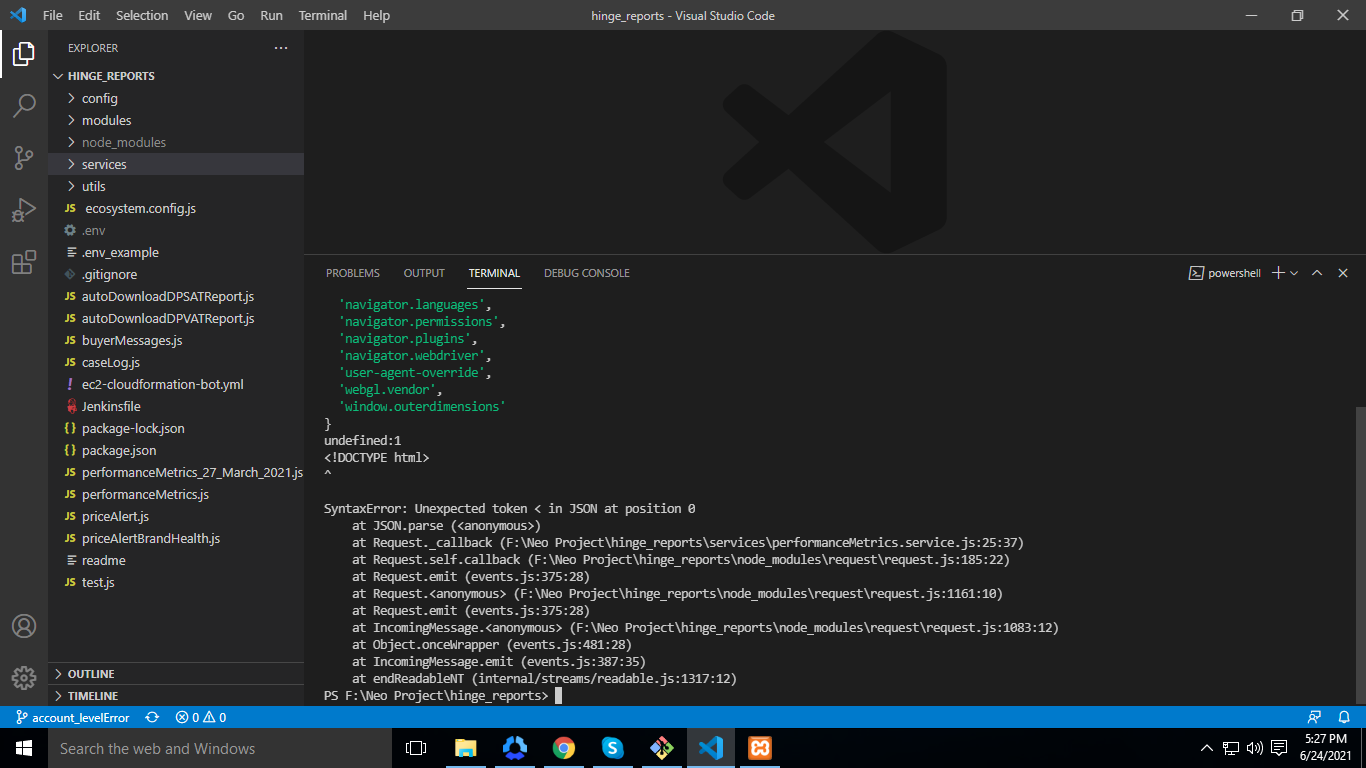 File Edit Selection View Go Run Terminal Help
hinge_reports - Visual Studio Code
EXPLORER
HINGE_REPORTS
config
modules
node_modules
services
utils
JS ecosystem.config.js
.env
.env_example
.gitignore
JS autoDownloadDPSATReport.js
JS autoDownloadDPVATReport.js
JS buyerMessages.js
JS caseLog.js
! ec2-cloudformation-bot.yml
Jenkinsfile
{} package-lock.json
{} package.json
JS performanceMetrics_27_March_2021.js
JS performanceMetrics.js
JS priceAlert.js
JS priceAlertBrandHealth.js
readme
JS test.js
OUTLINE
TIMELINE
PROBLEMS OUTPUT TERMINAL DEBUG CONSOLE
powershell
'navigator.languages',
'navigator.permissions',
'navigator.plugins',
'navigator.webdriver',
'user-agent-override',
'webgl.vendor',
'window.outerdimensions'
}
undefined:1
<!DOCTYPE html>
^
SyntaxError: Unexpected token < in JSON at position 0
at JSON.parse (<anonymous>)
at Request._callback (F:\Neo Project\hinge_reports\services\performanceMetrics.service.js:25:37)
at Request.self.callback (F:\Neo Project\hinge_reports\node_modules\request\request.js:185:22)
at Request.emit (events.js:375:28)
at Request.<anonymous> (F:\Neo Project\hinge_reports\node_modules\request\request.js:1161:10)
at Request.emit (events.js:375:28)
at IncomingMessage.<anonymous> (F:\Neo Project\hinge_reports\node_modules\request\request.js:1083:12)
at Object.onceWrapper (events.js:481:28)
at IncomingMessage.emit (events.js:387:35)
at endReadableNT (internal/streams/readable.js:1317:12)
PS F:\Neo Project\hinge_reports>
account_levelError 0 0
Search the web and Windows
5:27 PM
6/24/2021